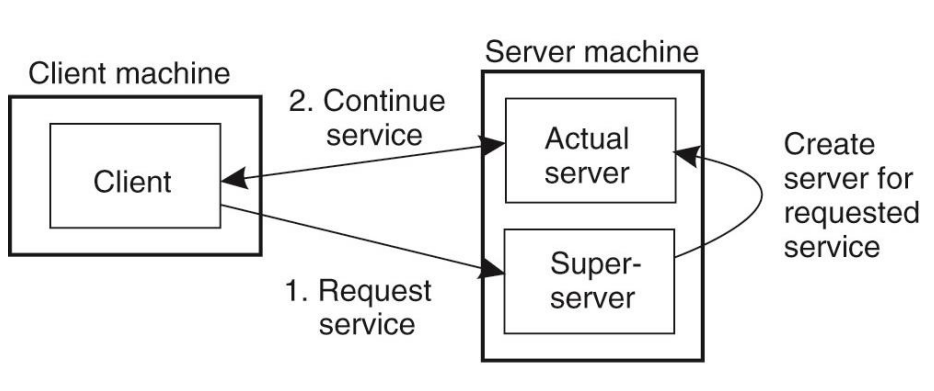 Client machine
Client
2. Continue
service
1. Request
service
Server machine
Actual
server
Super-
server
Create
server for
requested
service